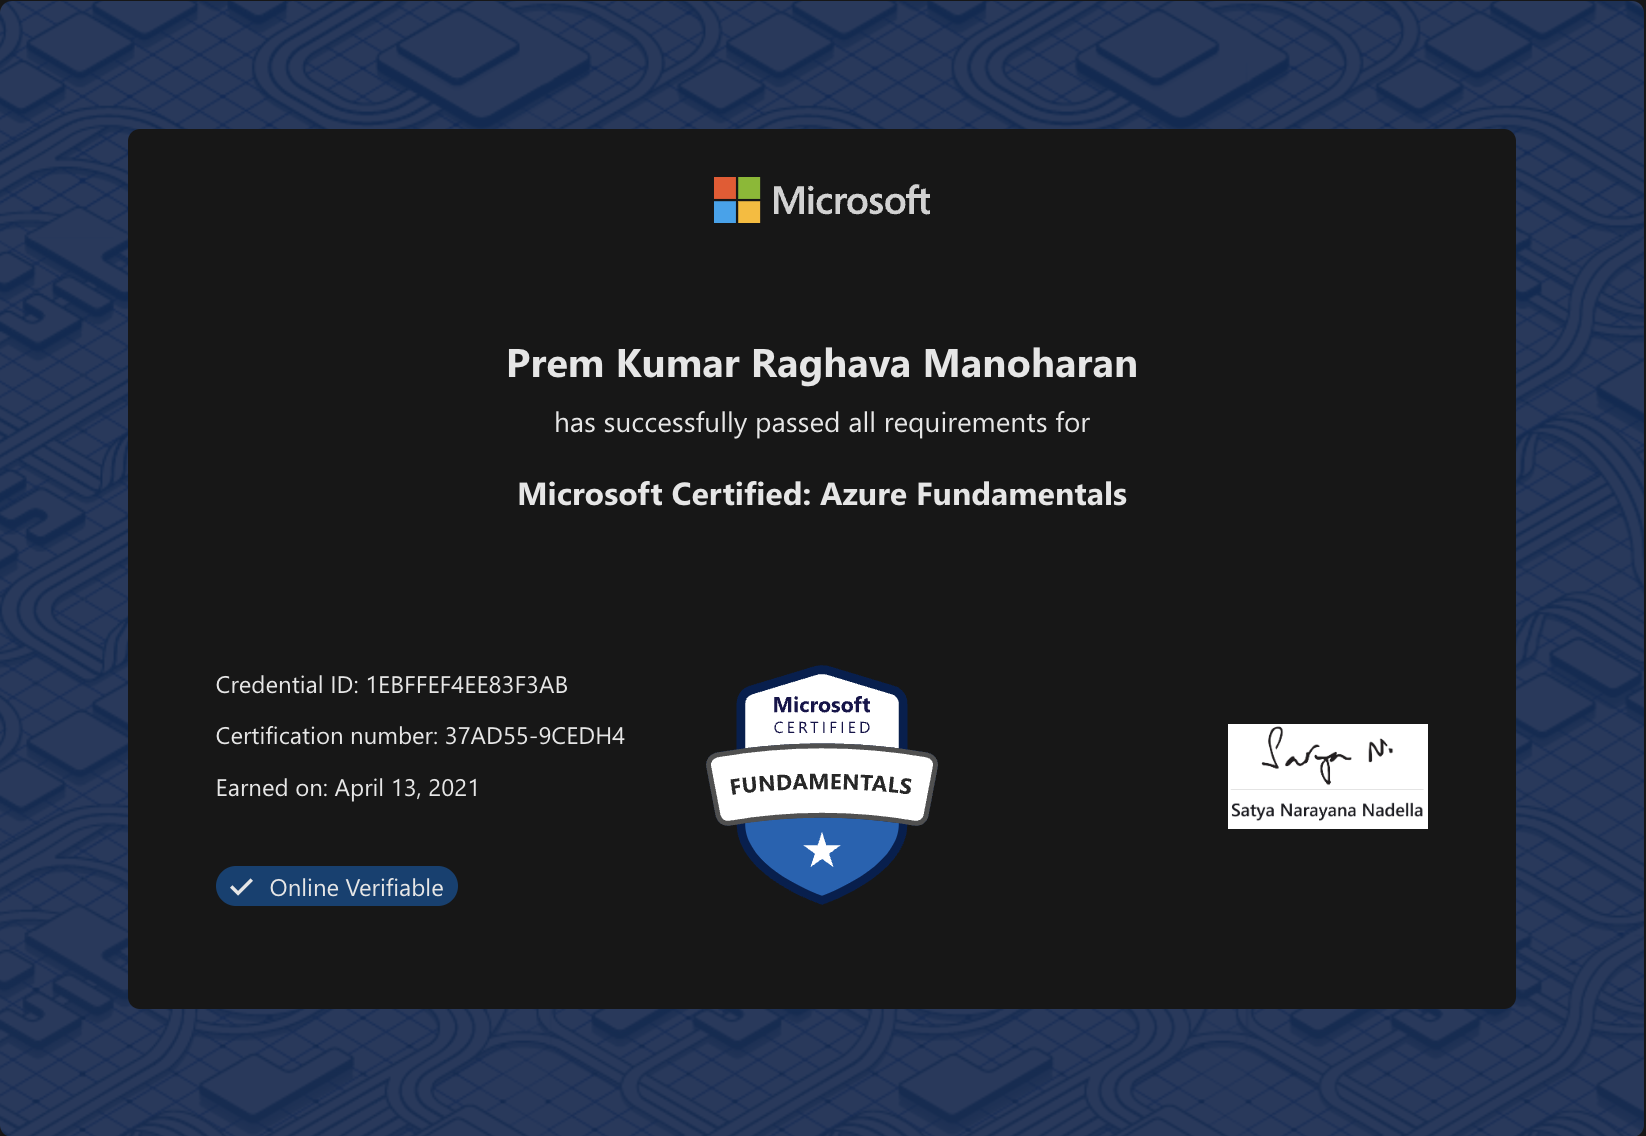 Microsoft
Prem Kumar Raghava Manoharan
has successfully passed all requirements for
Microsoft Certified: Azure Fundamentals
Credential ID: 1EBFFEF4EE83F3AB
Certification number: 37AD55-9CEDH4
Earned on: April 13, 2021
Online Verifiable
Microsoft
CERTIFIED
FUNDAMENTALS
Satya N.
Satya Narayana Nadella